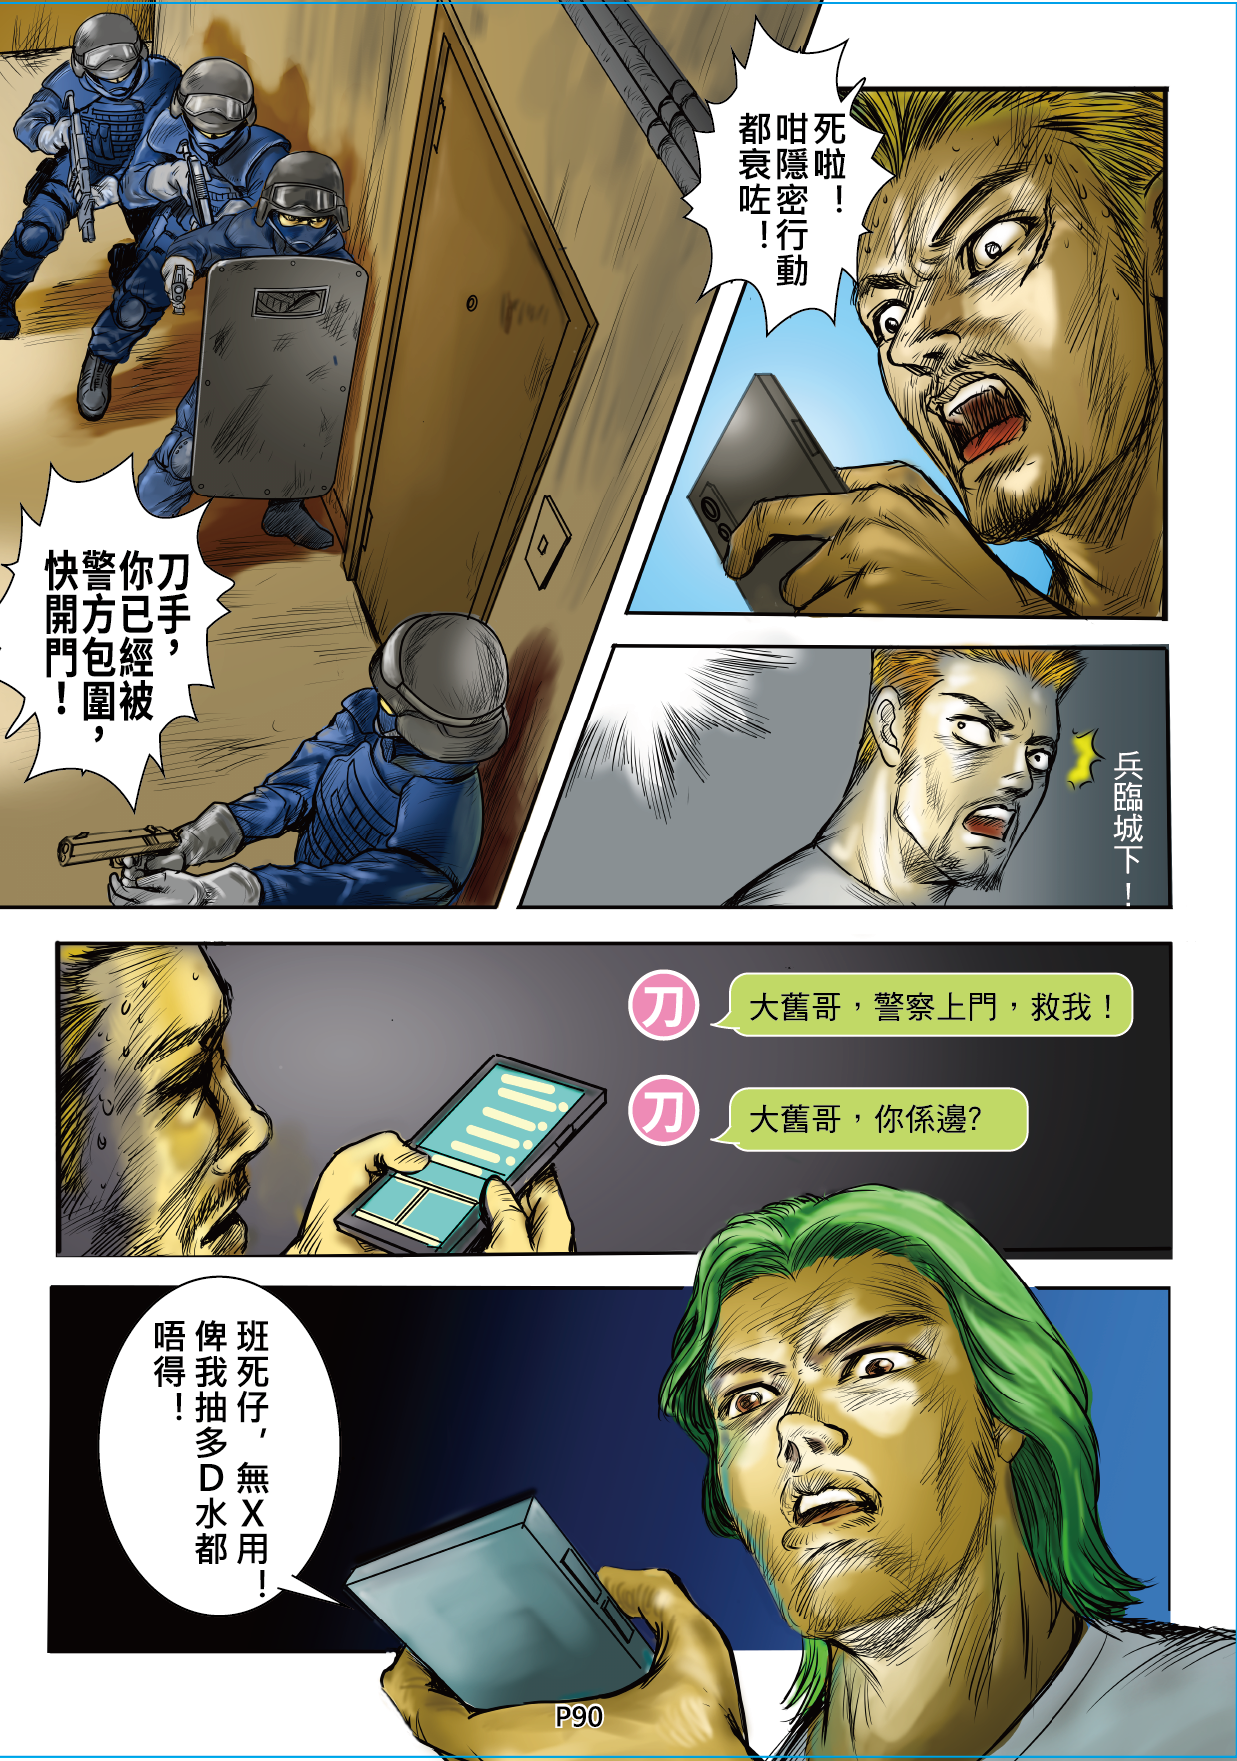 死啦！
咁隱密行動
都衰咗！
刀手，
你已經被
警方包圍，
快開門！
兵臨城下！
刀
大舊哥，警察上門，救我！
刀
大舊哥，你係邊?
班死仔，無X用！
俾我抽多D水都
唔得！
P90